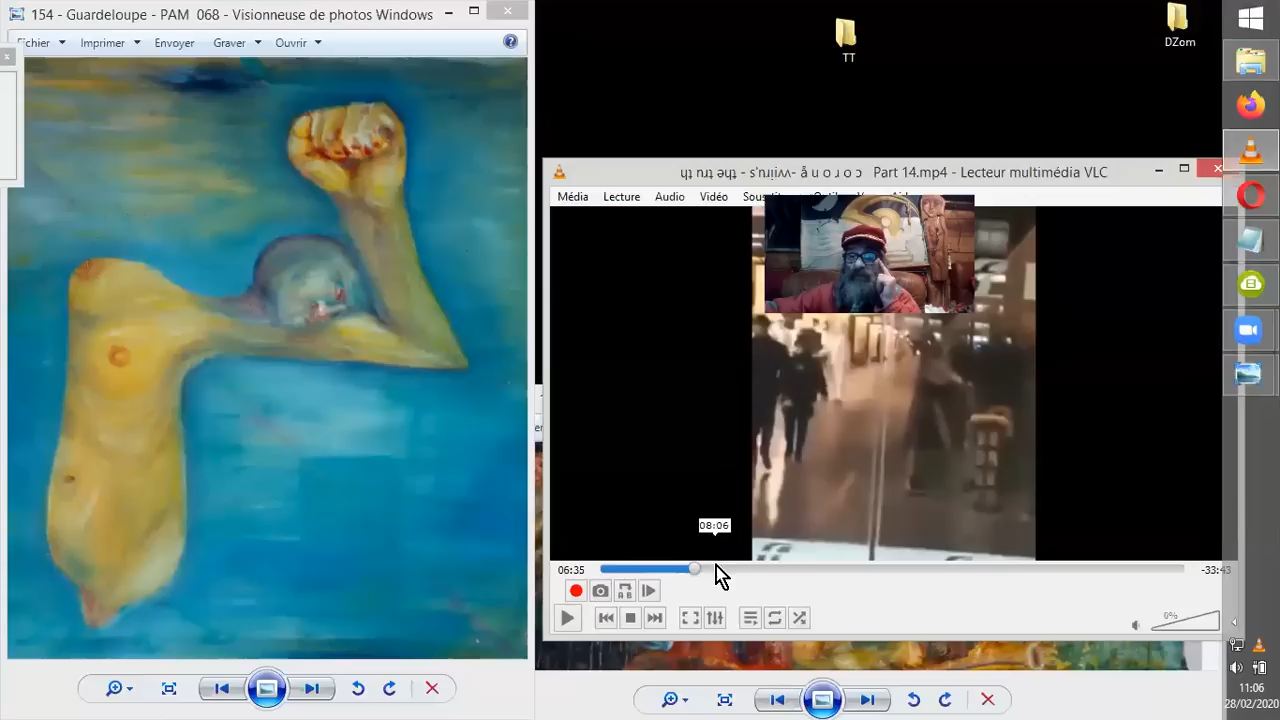 154 - Guadeloupe - PAM  068 - Visionneuse de photos Windows
Fichier Imprimer Envoyer Graver Ouvrir
TT
DZom
Part 14.mp4 - Lecteur multimédia VLC
Média Lecture Audio Vidéo
08:06
06:35
-33:43
0%
11:06
28/02/2020